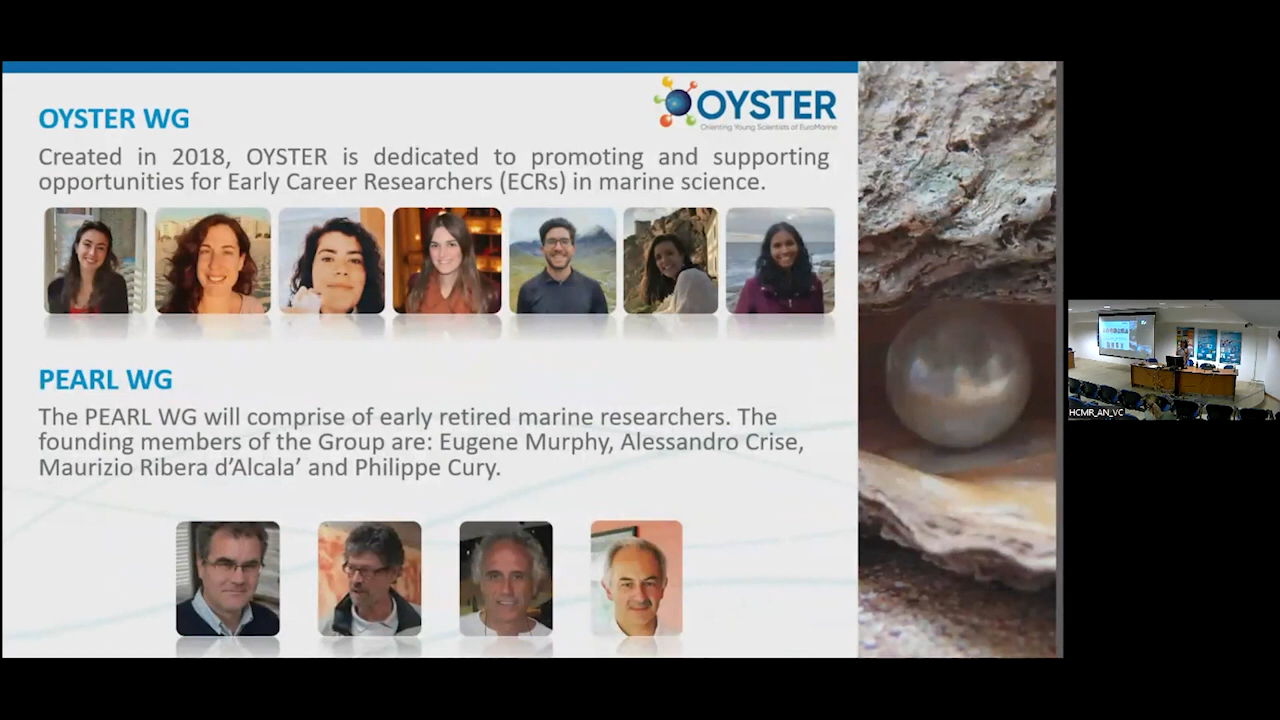 OYSTER
Orienting Young Scientists of EuroMarine
OYSTER WG
Created in 2018, OYSTER is dedicated to promoting and supporting
opportunities for Early Career Researchers (ECRs) in marine science.
PEARL WG
The PEARL WG will comprise of early retired marine researchers. The
founding members of the Group are: Eugene Murphy, Alessandro Crise,
Maurizio Ribera d’Alcala’ and Philippe Cury.
HCMR_AN_VC